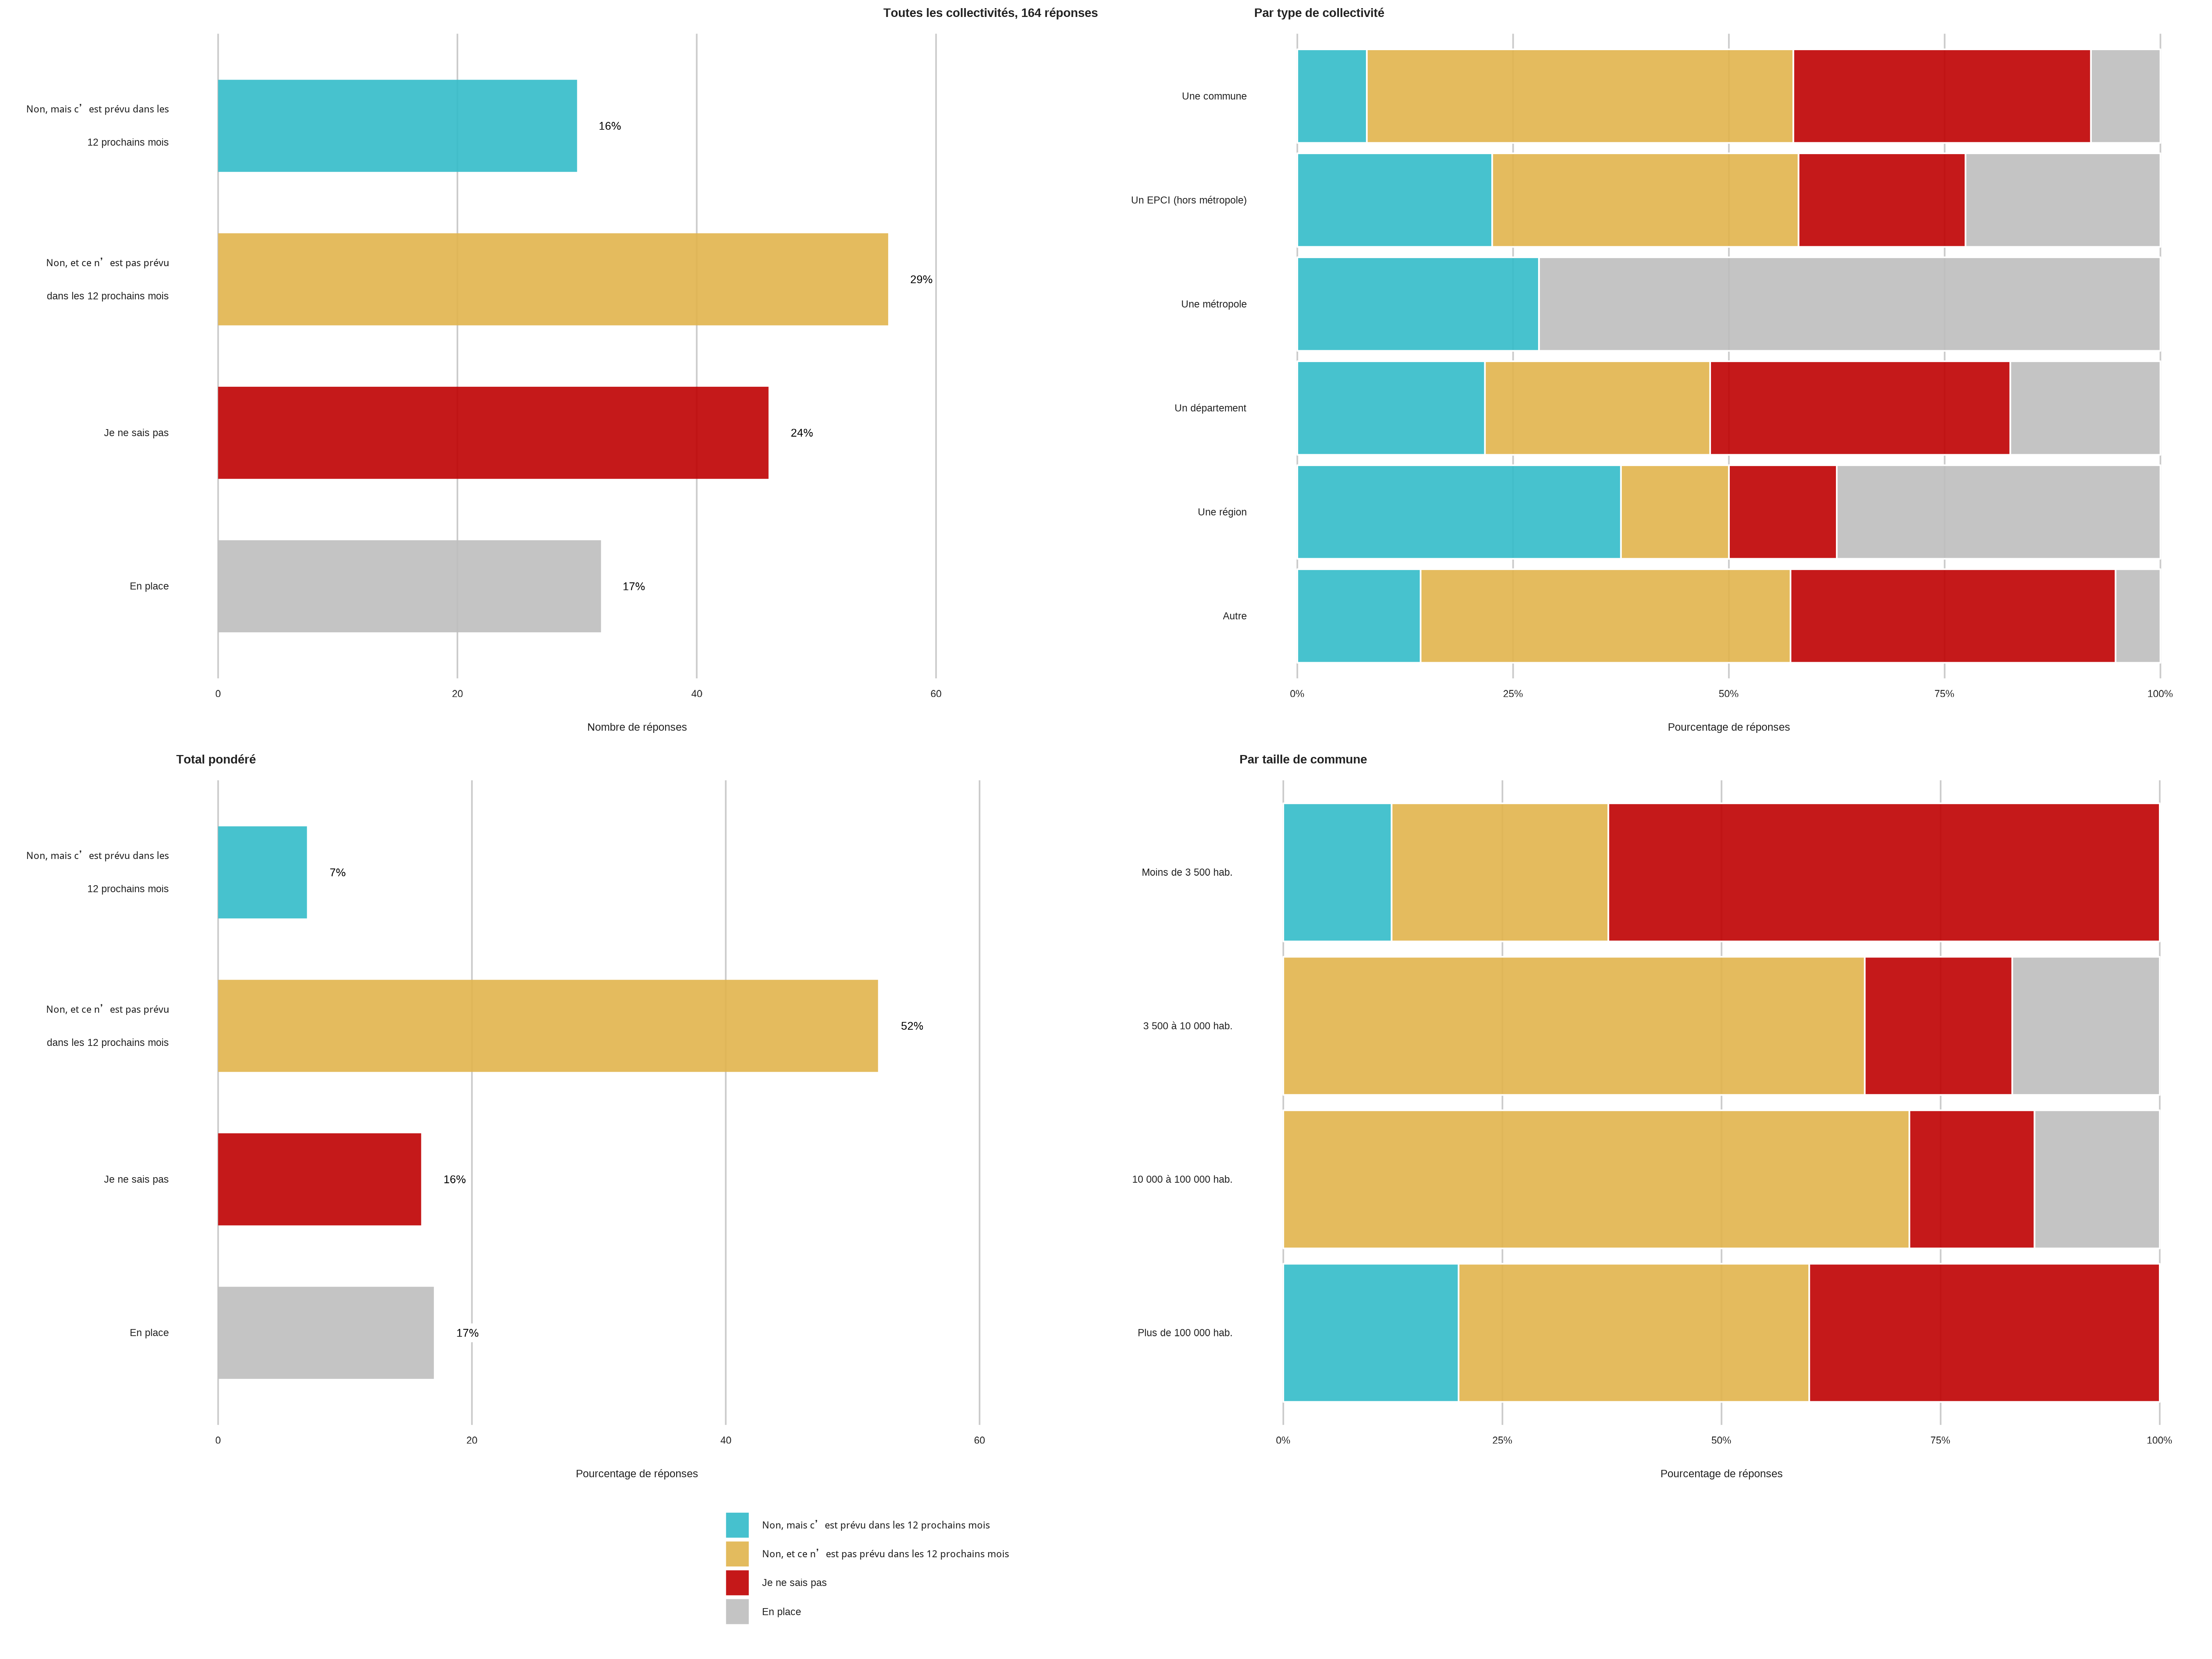 Toutes les collectivités, 164 réponses
Non, mais c’est prévu dans les
12 prochains mois
16%
Non, et ce n’est pas prévu
dans les 12 prochains mois
29%
Je ne sais pas
24%
En place
17%
0 20 40 60
Nombre de réponses
Par type de collectivité
Une commune
Un EPCI (hors métropole)
Une métropole
Un département
Une région
Autre
0% 25% 50% 75% 100%
Pourcentage de réponses
Total pondéré
Non, mais c’est prévu dans les
12 prochains mois
7%
Non, et ce n’est pas prévu
dans les 12 prochains mois
52%
Je ne sais pas
16%
En place
17%
0 20 40 60
Pourcentage de réponses
Par taille de commune
Moins de 3 500 hab.
3 500 à 10 000 hab.
10 000 à 100 000 hab.
Plus de 100 000 hab.
0% 25% 50% 75% 100%
Pourcentage de réponses
Non, mais c’est prévu dans les 12 prochains mois
Non, et ce n’est pas prévu dans les 12 prochains mois
Je ne sais pas
En place